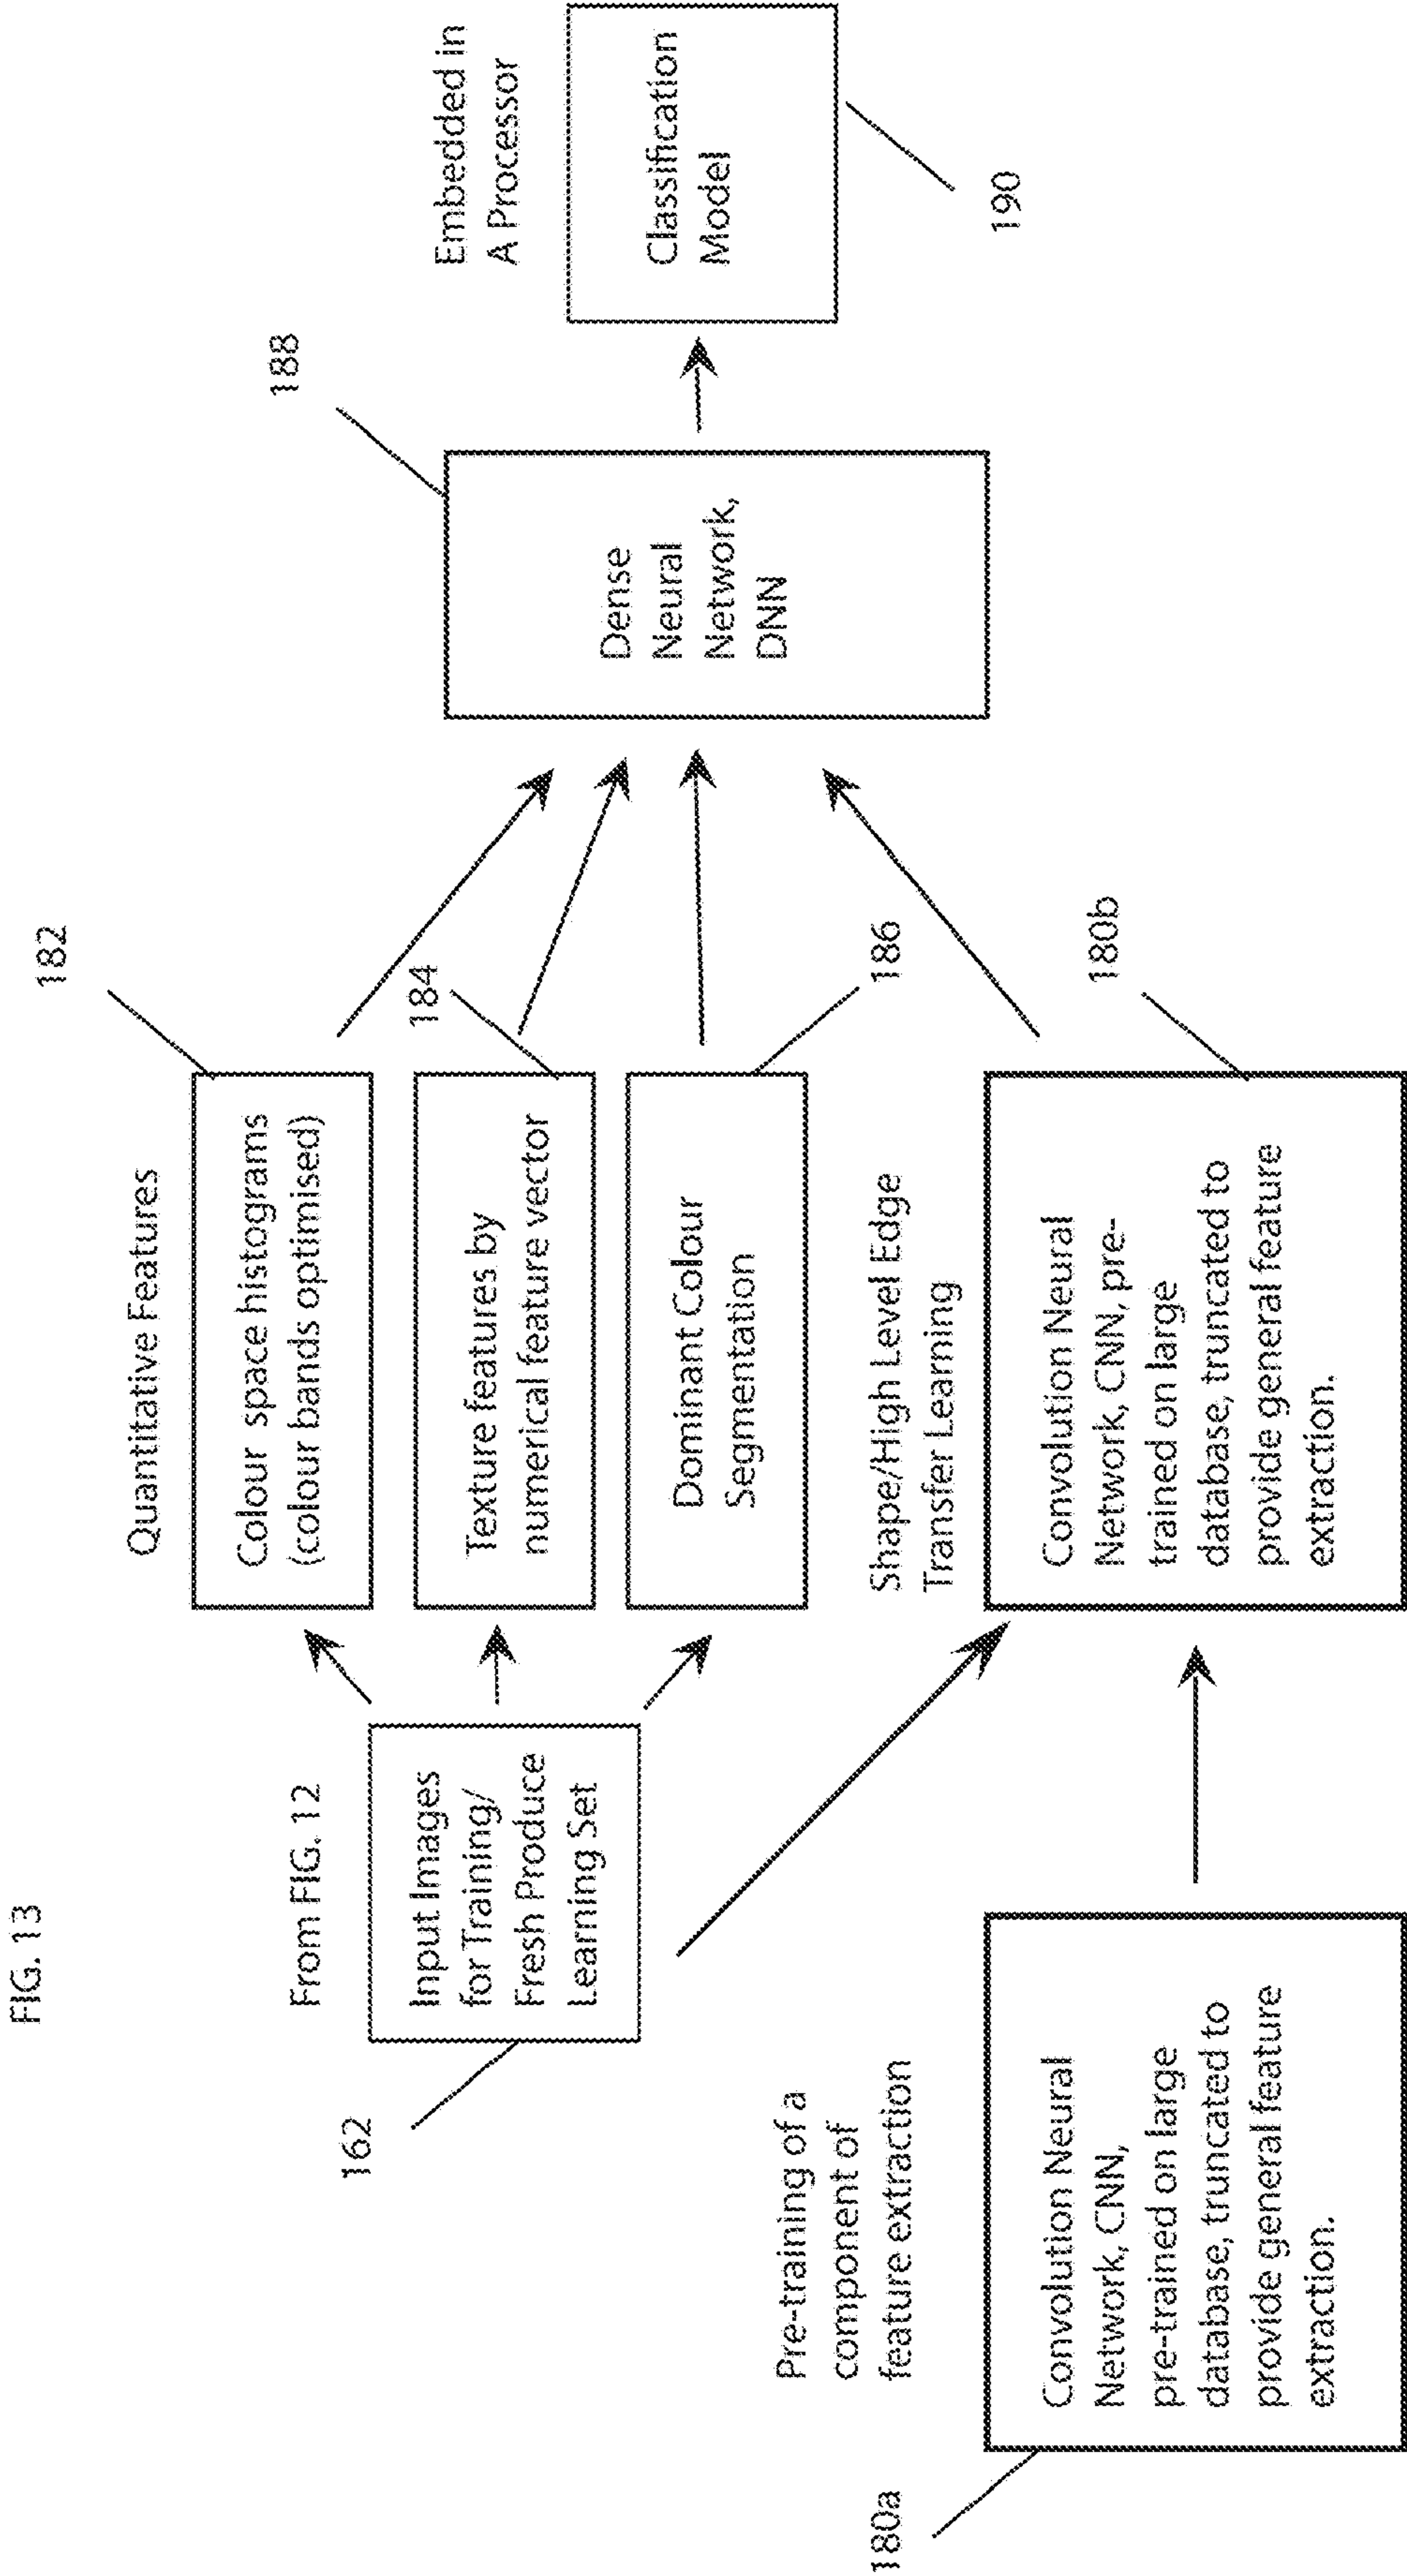 FIG. 13
From FIG. 12
162
Input Images
for Training/
Fresh Produce
Learning Set
Quantitative Features
182
Colour space histograms
(colour bands optimised)
184
Texture features by
numerical feature vector
186
Dominant Colour
Segmentation
Pre-training of a
component of
feature extraction
180a
Convolution Neural
Network, CNN,
pre-trained on large
database, truncated to
provide general feature
extraction.
Shape/High Level Edge
Transfer Learning
180b
Convolution Neural
Network, CNN, pre-
trained on large
database, truncated to
provide general feature
extraction.
188
Dense
Neural
Network,
DNN
Embedded in
A Processor
Classification
Model
190